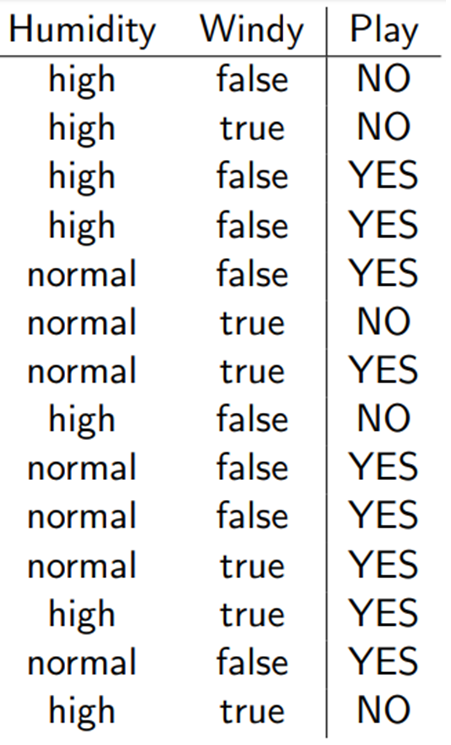 Humidity Windy Play
high false NO
high true NO
high false YES
high false YES
normal false YES
normal true NO
normal true YES
high false NO
normal false YES
normal false YES
normal true YES
high true YES
normal false YES
high true NO